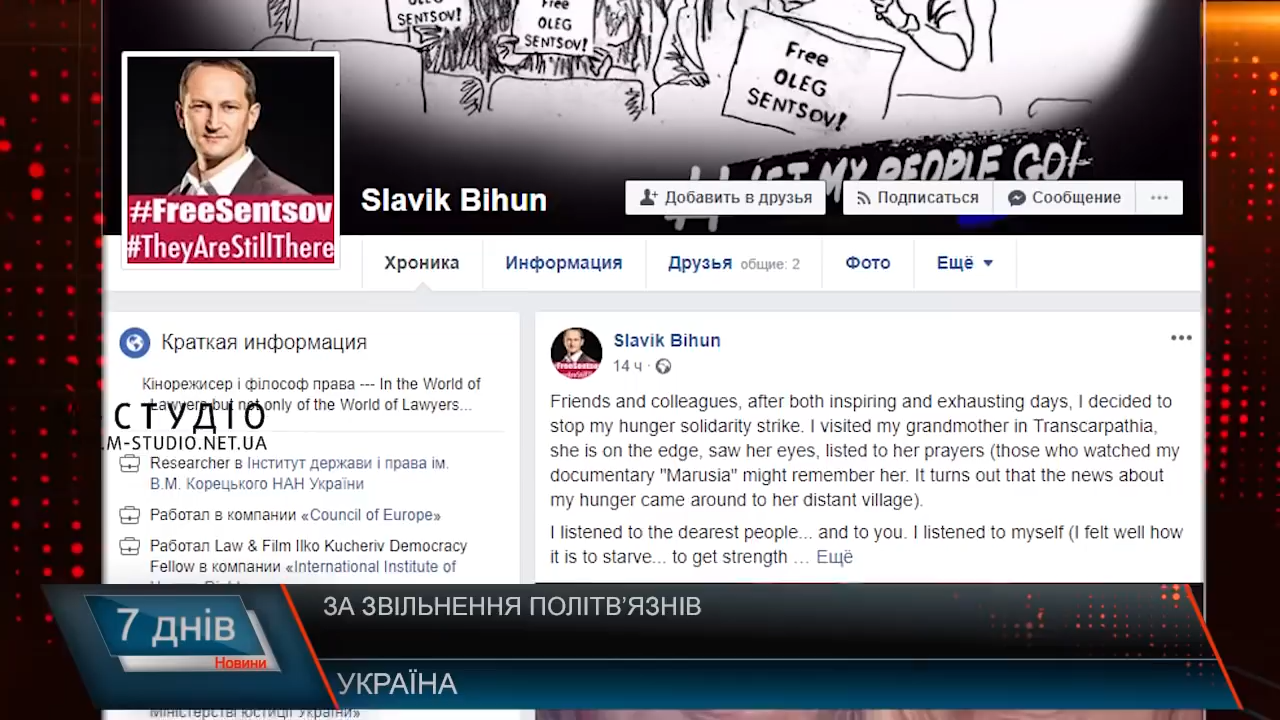 OLEG
SENTSOV!
Free
OLEG
SENTSOV!
Free
OLEG
SENTSOV!
# LET MY PEOPLE GO!
#FreeSentsov
#TheyAreStillThere
Slavik Bihun
Добавить в друзья
Подписаться
Сообщение
Хроника
Информация
Друзья общие: 2
Фото
Ещё
Краткая информация
Кінорежисер і філософ права --- In the World of
Lawyers but not only of the World of Lawyers...
СТУДІО
.M-STUDIO.NET.UA
Researcher в Інститут держави і права ім.
В.М. Корецького НАН України
Работал в компании «Council of Europe»
Работал Law & Film Ilko Kucheriv Democracy
Fellow в компании «International Institute of
Міністерстві юстиції України»
Slavik Bihun
14 ч ·
Friends and colleagues, after both inspiring and exhausting days, I decided to
stop my hunger solidarity strike. I visited my grandmother in Transcarpathia,
she is on the edge, saw her eyes, listed to her prayers (those who watched my
documentary "Marusia" might remember her. It turns out that the news about
my hunger came around to her distant village).
I listened to the dearest people... and to you. I listened to myself (I felt well how
it is to starve... to get strength … Ещё
7 днів
Новини
ЗА ЗВІЛЬНЕННЯ ПОЛІТВ’ЯЗНІВ
УКРАЇНА